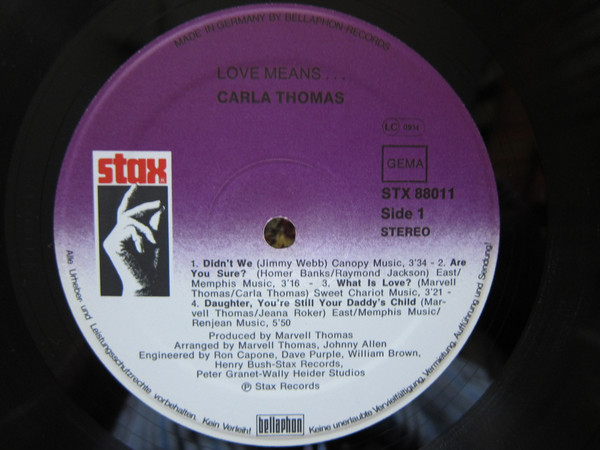 MADE IN GERMANY BY BELLAPHON-RECORDS
LOVE MEANS . . .
CARLA THOMAS
LC
stax
GEMA
STX 88011
Side 1
STEREO
1. Didn't We (Jimmy Webb) Canopy Music, 3'34 - 2. Are
You Sure? (Homer Banks/Raymond Jackson) East/
Memphis Music, 3'16 - 3. What Is Love? (Marvell
Thomas/Carla Thomas) Sweet Chariot Music, 3'21 -
4. Daughter, You're Still Your Daddy's Child (Mar-
vell Thomas/Jeana Roker) East/Memphis Music/
Renjean Music, 5'50
Produced by Marvell Thomas
Arranged by Marvell Thomas, Johnny Allen
Engineered by Ron Capone, Dave Purple, William Brown,
Henry Bush-Stax Records,
Peter Granet-Wally Heider Studios
℗ Stax Records
Alle Urheber- und Leistungsschutzrechte vorbehalten. Kein Verleih! Keine unerlaubte Vervielfältigung, Vermietung, Aufführung und Sendung!
bellaphon